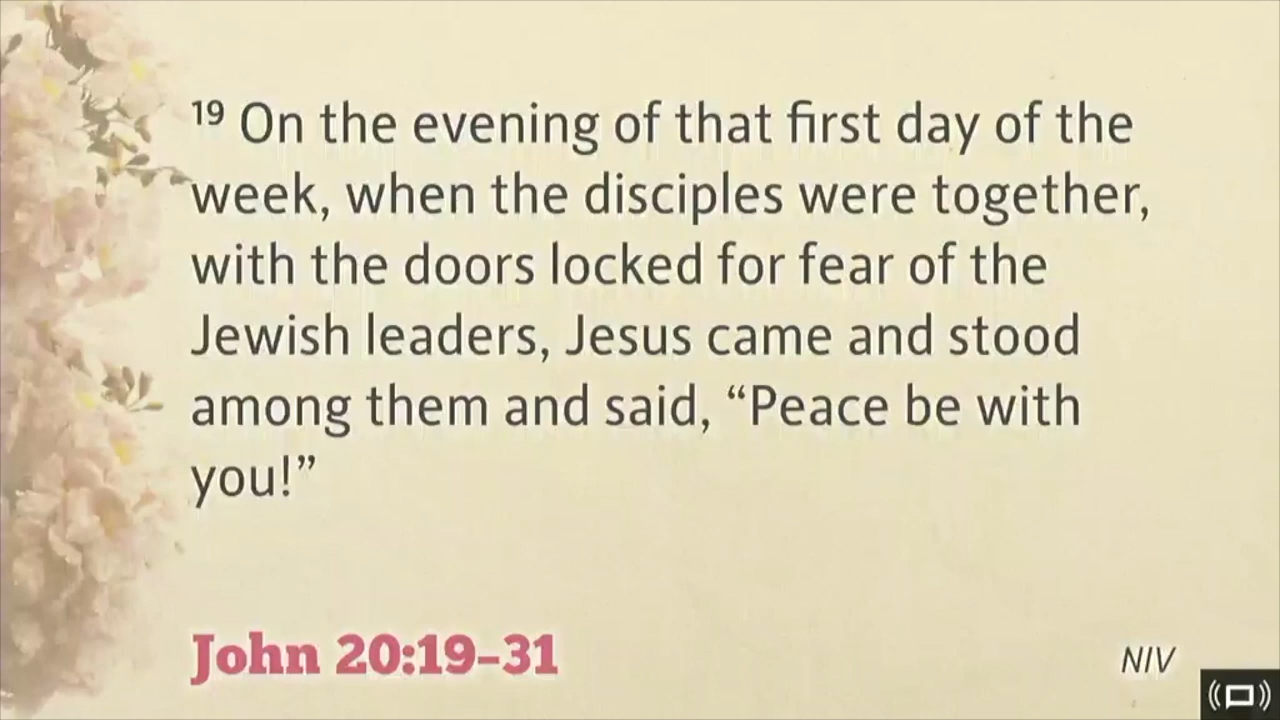 19 On the evening of that first day of the
week, when the disciples were together,
with the doors locked for fear of the
Jewish leaders, Jesus came and stood
among them and said, “Peace be with
you!”
John 20:19–31
NIV